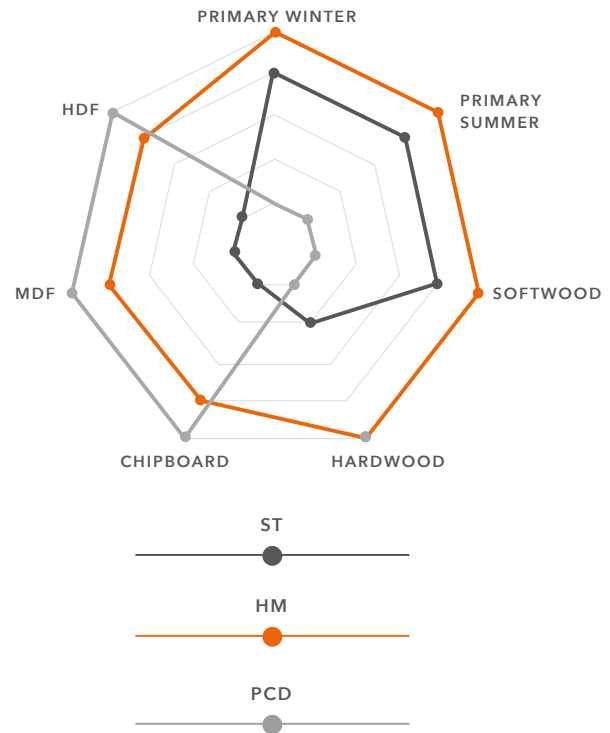 PRIMARY WINTER
PRIMARY
SUMMER
HDF
MDF
SOFTWOOD
CHIPBOARD
HARDWOOD
ST
HM
PCD